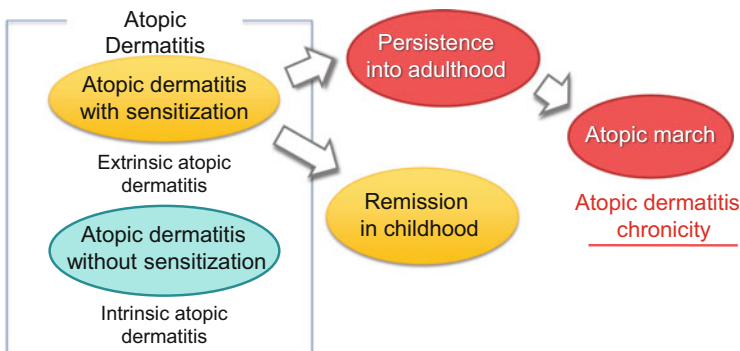 Atopic
Dermatitis
Atopic dermatitis
with sensitization
Extrinsic atopic
dermatitis
Atopic dermatitis
without sensitization
Intrinsic atopic
dermatitis
Persistence
into adulthood
Remission
in childhood
Atopic march
Atopic dermatitis
chronicity